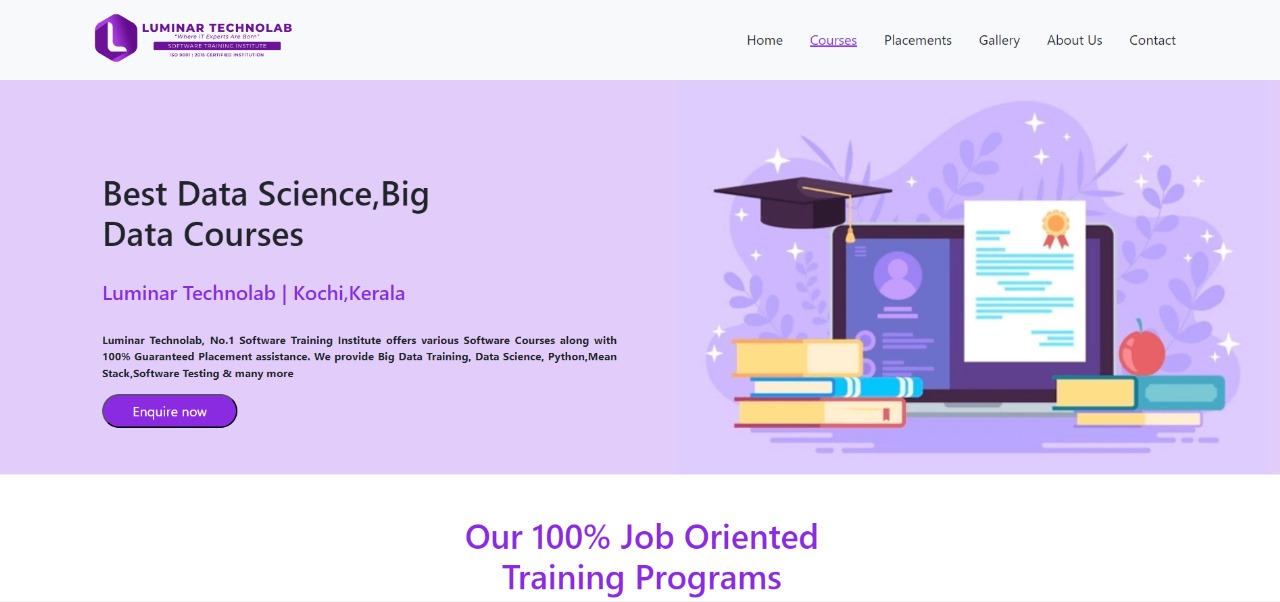 LUMINAR TECHNOLAB
"Where IT Experts Are Born"
SOFTWARE TRAINING INSTITUTE
ISO 9001 : 2015 CERTIFIED INSTITUTION
Home Courses Placements Gallery About Us Contact
Best Data Science,Big
Data Courses
Luminar Technolab | Kochi,Kerala
Luminar Technolab, No.1 Software Training Institute offers various Software Courses along with
100% Guaranteed Placement assistance. We provide Big Data Training, Data Science, Python,Mean
Stack,Software Testing & many more
Enquire now
Our 100% Job Oriented
Training Programs